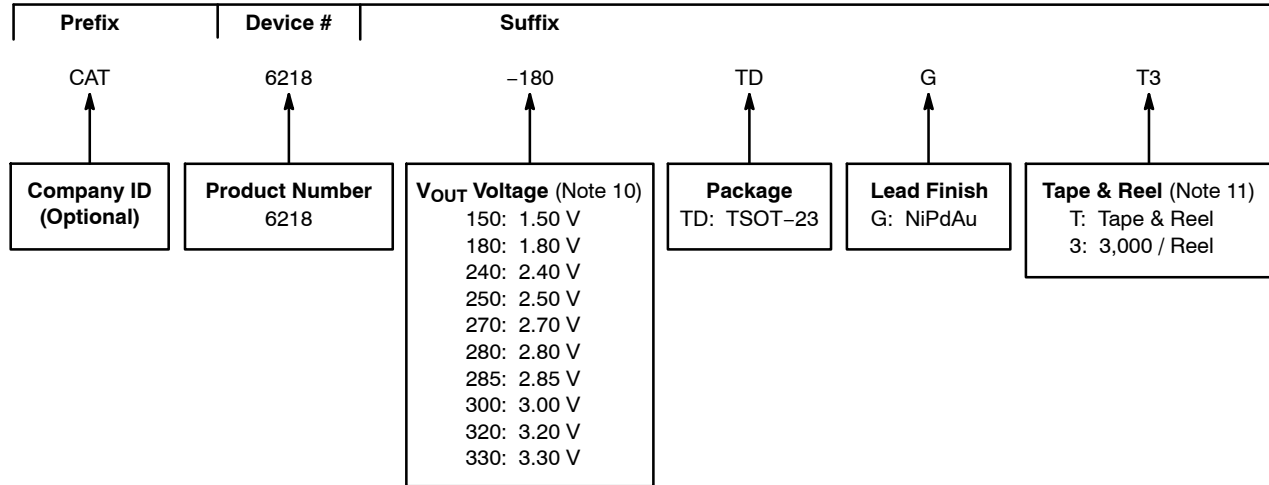 Prefix Device # Suffix
CAT 6218 −180 TD G T3
Company ID
(Optional)
Product Number
6218
VOUT Voltage (Note 10)
150: 1.50 V
180: 1.80 V
240: 2.40 V
250: 2.50 V
270: 2.70 V
280: 2.80 V
285: 2.85 V
300: 3.00 V
320: 3.20 V
330: 3.30 V
Package
TD: TSOT−23
Lead Finish
G: NiPdAu
Tape & Reel (Note 11)
T: Tape & Reel
3: 3,000 / Reel